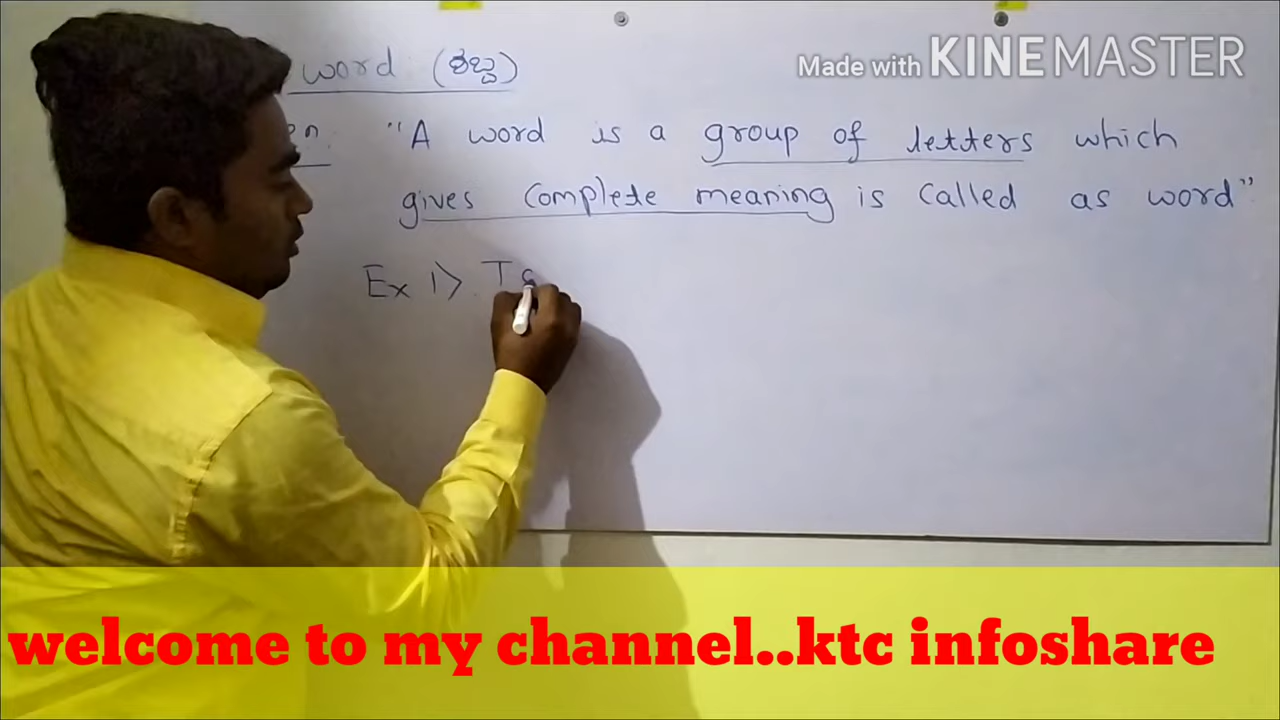 Made with KINEMASTER
word (ಶಬ್ಧ)
"A word is a group of letters which
gives complete meaning is called as word"
Ex 1>
welcome to my channel..ktc infoshare